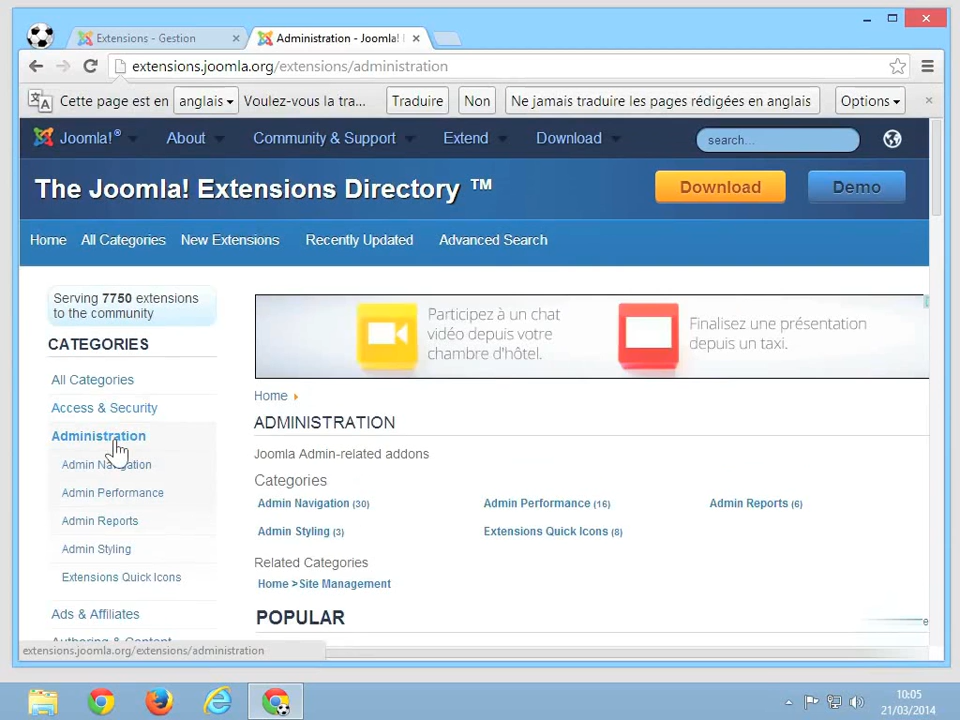 Extensions - Gestion
Administration - Joomla!
extensions.joomla.org/extensions/administration
Cette page est en anglais Voulez-vous la tra... Traduire Non Ne jamais traduire les pages rédigées en anglais Options
Joomla!® About Community & Support Extend Download search...
The Joomla! Extensions Directory ™ Download Demo
Home All Categories New Extensions Recently Updated Advanced Search
Serving 7750 extensions
to the community
CATEGORIES
All Categories
Access & Security
Administration
Admin Navigation
Admin Performance
Admin Reports
Admin Styling
Extensions Quick Icons
Ads & Affiliates
Authoring & Content
Participez à un chat
vidéo depuis votre
chambre d'hôtel.
Finalisez une présentation
depuis un taxi.
Home
ADMINISTRATION
Joomla Admin-related addons
Categories
Admin Navigation (30) Admin Performance (16) Admin Reports (6)
Admin Styling (3) Extensions Quick Icons (8)
Related Categories
Home > Site Management
POPULAR
extensions.joomla.org/extensions/administration
10:05
21/03/2014